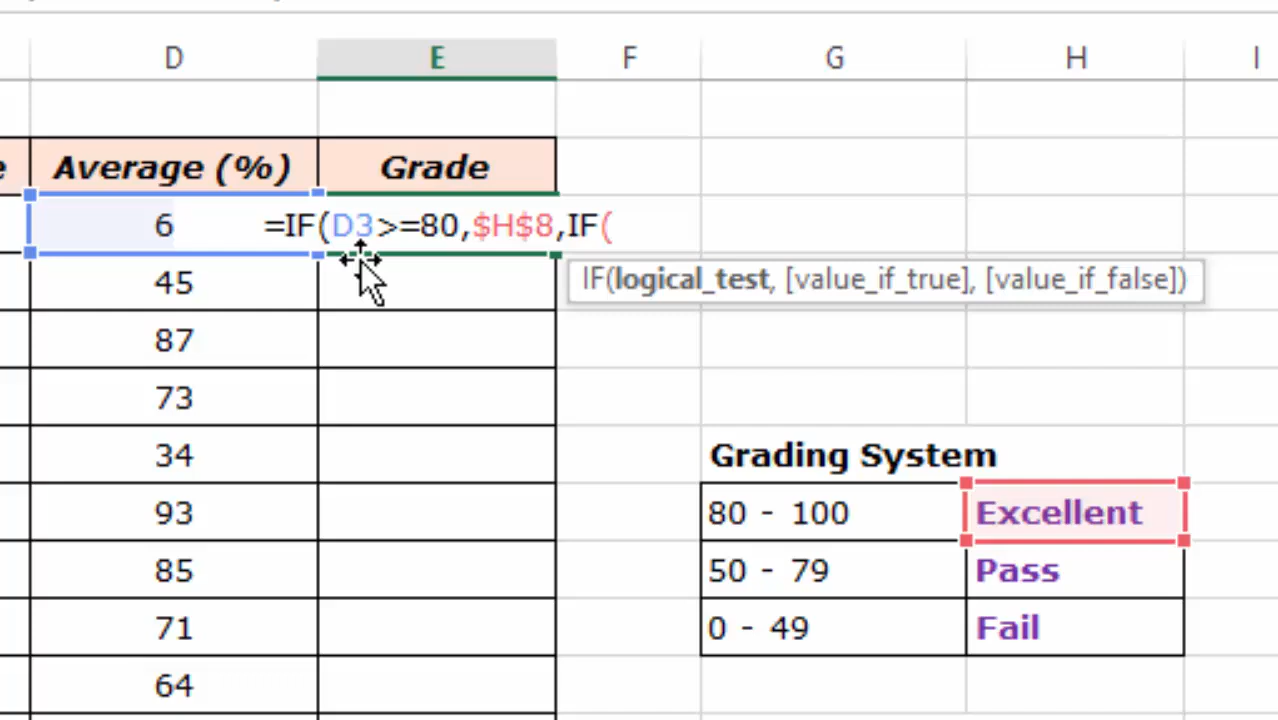 D E F G H I
e Average (%) Grade
6 =IF(D3>=80,$H$8,IF(
45 IF(logical_test, [value_if_true], [value_if_false])
87
73
34 Grading System
93 80 - 100 Excellent
85 50 - 79 Pass
71 0 - 49 Fail
64